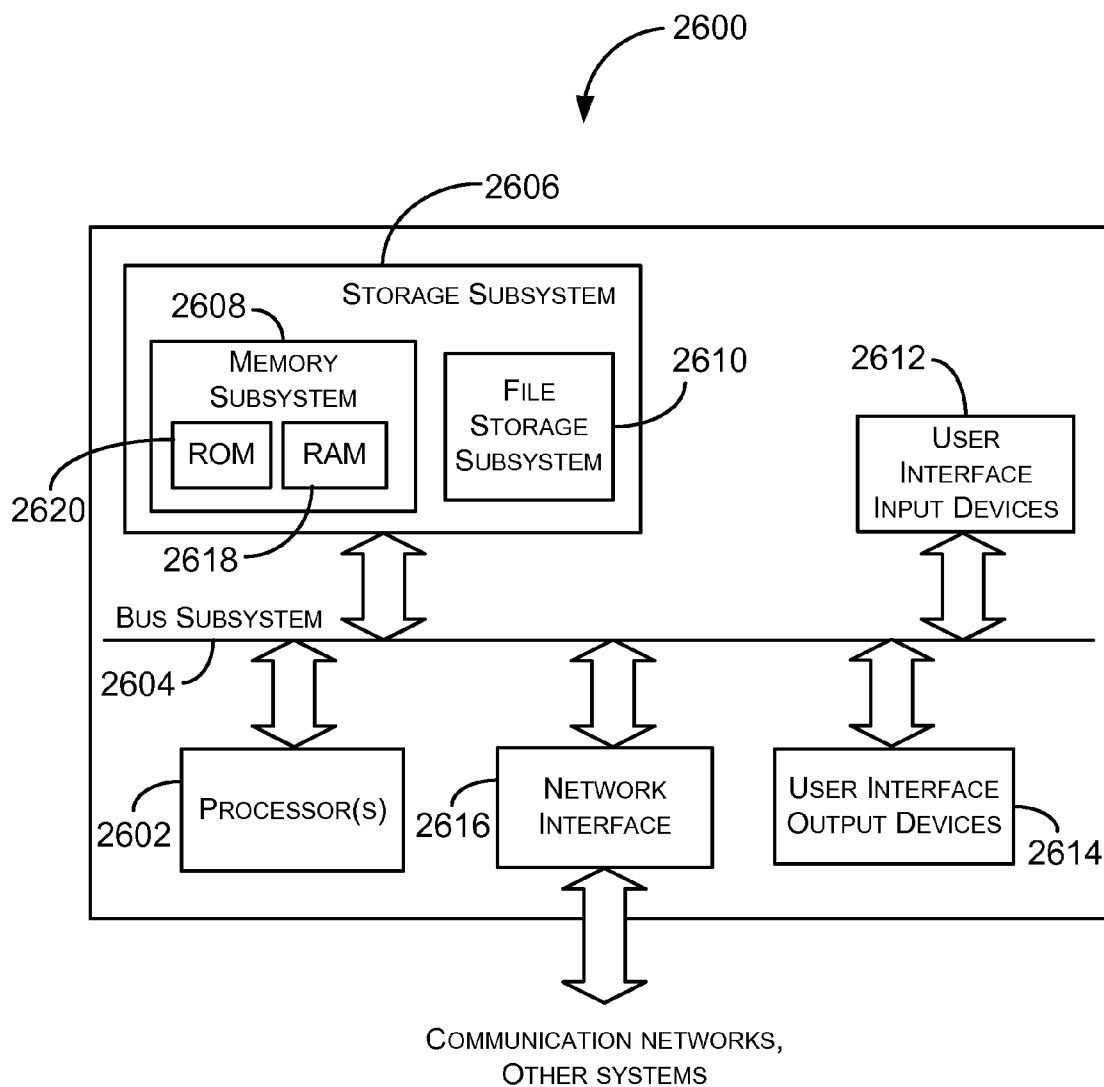 2600
2606
STORAGE SUBSYSTEM
2608
MEMORY
SUBSYSTEM
ROM
RAM
2620
2618
FILE
STORAGE
SUBSYSTEM
2610
2612
USER
INTERFACE
INPUT DEVICES
BUS SUBSYSTEM
2604
PROCESSOR(S)
2602
NETWORK
INTERFACE
2616
USER INTERFACE
OUTPUT DEVICES
2614
COMMUNICATION NETWORKS,
OTHER SYSTEMS